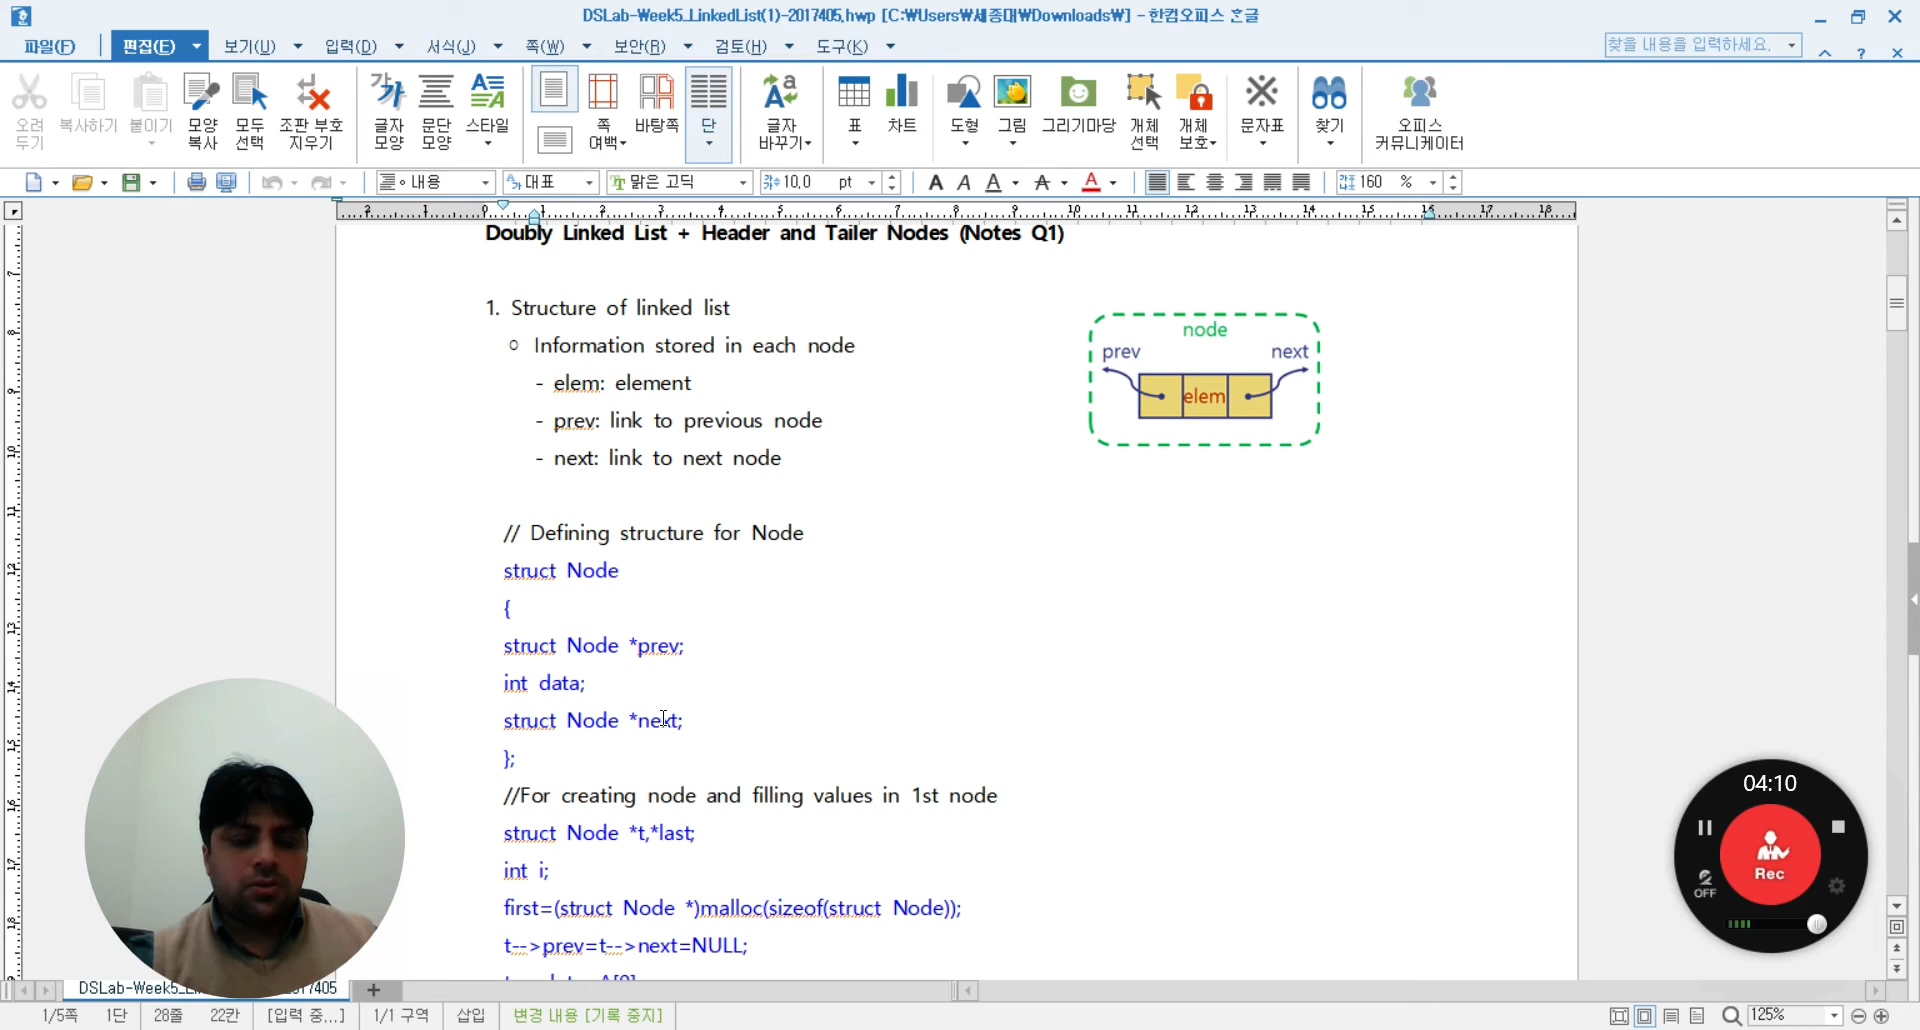 DSLab-Week5_LinkedList(1)-2017405.hwp [C:₩Users₩세종대₩Downloads₩] - 한컴오피스 ᄒᆞᆫ글
파일(F) 편집(E) 보기(U) 입력(D) 서식(J) 쪽(W) 보안(R) 검토(H) 도구(K)
찾을 내용을 입력하세요.
오려
두기
복사하기
붙이기
모양
복사
모두
선택
조판 부호
지우기
글자
모양
문단
모양
스타일
쪽
여백
바탕쪽
단
글자
바꾸기
표
차트
도형
그림
그리기마당
개체
선택
개체
보호
문자표
찾기
오피스
커뮤니케이터
내용 대표 맑은 고딕 10,0 pt 160 %
Doubly Linked List + Header and Tailer Nodes (Notes Q1)
1. Structure of linked list
○ Information stored in each node
- elem: element
- prev: link to previous node
- next: link to next node
node
prev next
elem
// Defining structure for Node
struct Node
{
struct Node *prev;
int data;
struct Node *next;
};
//For creating node and filling values in 1st node
struct Node *t,*last;
int i;
first=(struct Node *)malloc(sizeof(struct Node));
t-->prev=t-->next=NULL;
04:10
Rec
OFF
DSLab-Week5_Li
017405
1/5쪽 1단 28줄 22칸 [입력 중...] 1/1 구역 삽입 변경 내용 [기록 중지] 125%